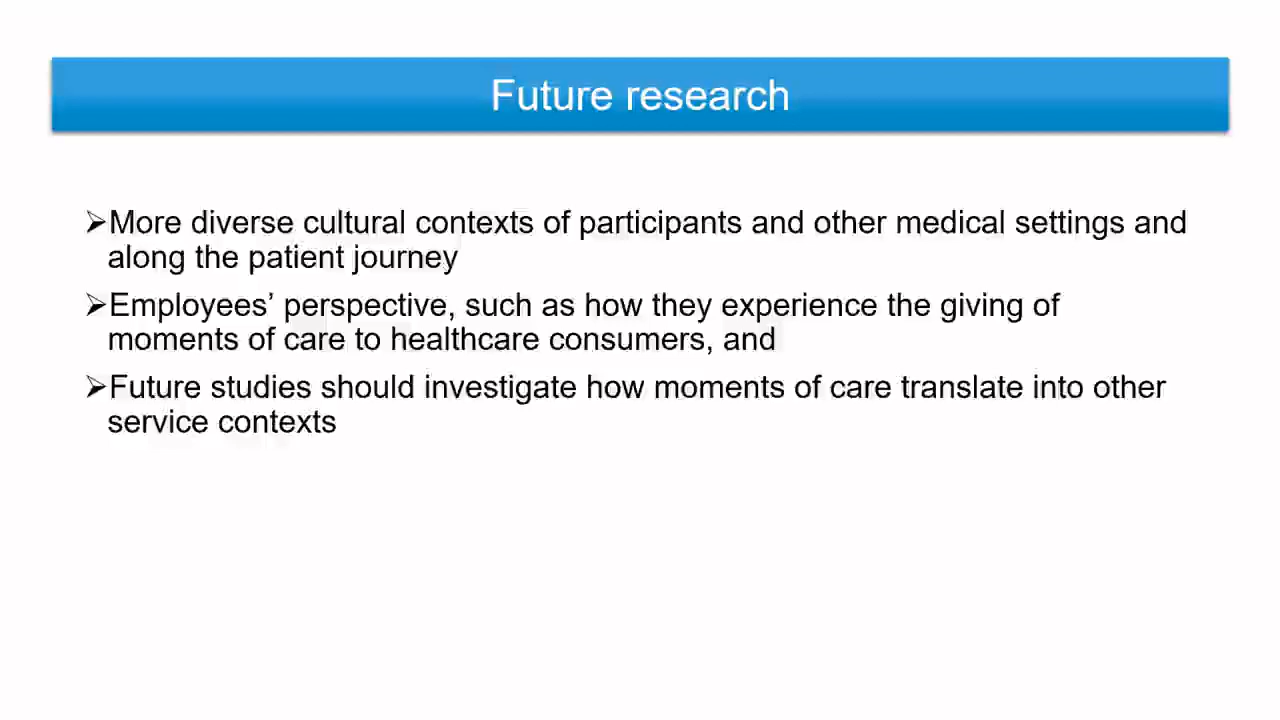 Future research
➢More diverse cultural contexts of participants and other medical settings and
along the patient journey
➢Employees’ perspective, such as how they experience the giving of
moments of care to healthcare consumers, and
➢Future studies should investigate how moments of care translate into other
service contexts